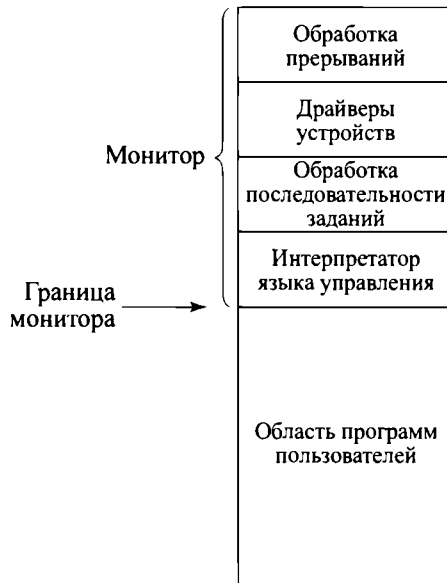 Обработка
прерываний
Драйверы
устройств
Монитор
Обработка
последовательности
заданий
Интерпретатор
языка управления
Граница
монитора
Область программ
пользователей